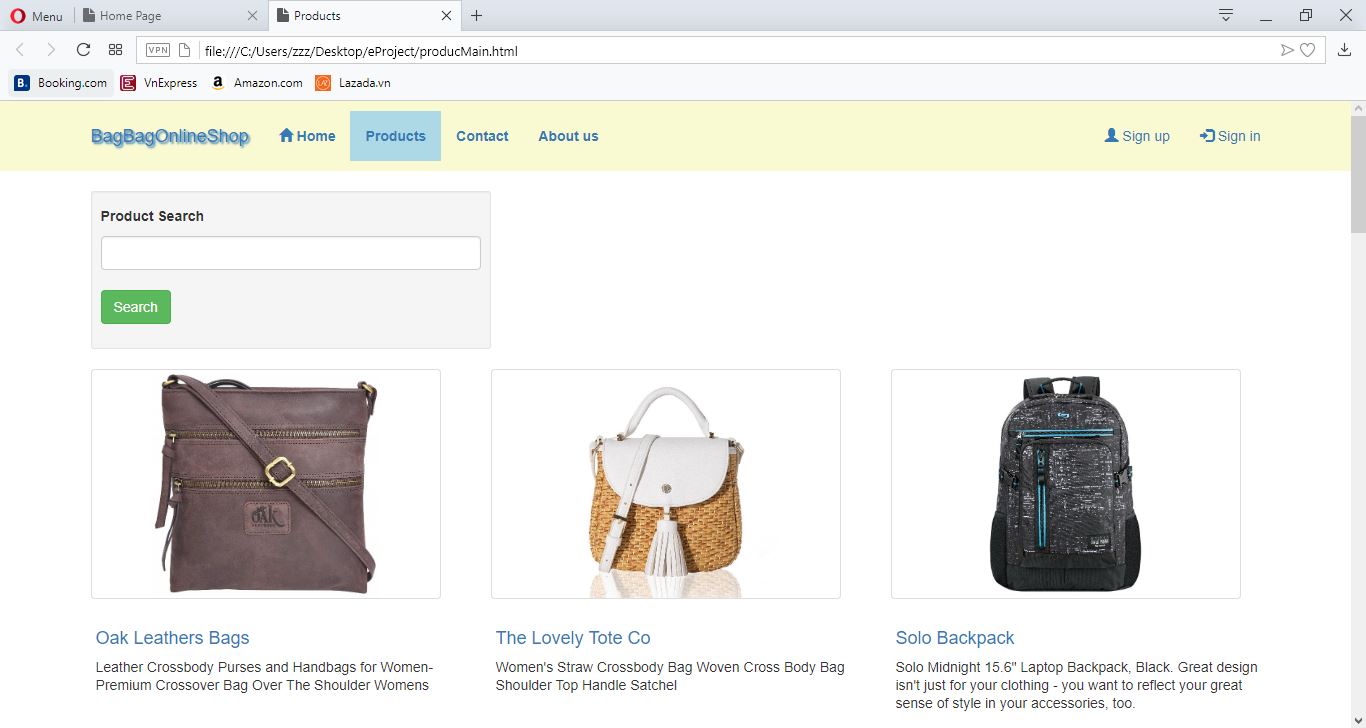 Menu
Home Page
Products
VPN
file:///C:/Users/zzz/Desktop/eProject/producMain.html
B. Booking.com
VnExpress
Amazon.com
Lazada.vn
BagBagOnlineShop
Home
Products
Contact
About us
Sign up
Sign in
Product Search
Search
OAK
Oak Leathers Bags
Leather Crossbody Purses and Handbags for Women-
Premium Crossover Bag Over The Shoulder Womens
The Lovely Tote Co
Women's Straw Crossbody Bag Woven Cross Body Bag
Shoulder Top Handle Satchel
Solo Backpack
Solo Midnight 15.6" Laptop Backpack, Black. Great design
isn't just for your clothing - you want to reflect your great
sense of style in your accessories, too.